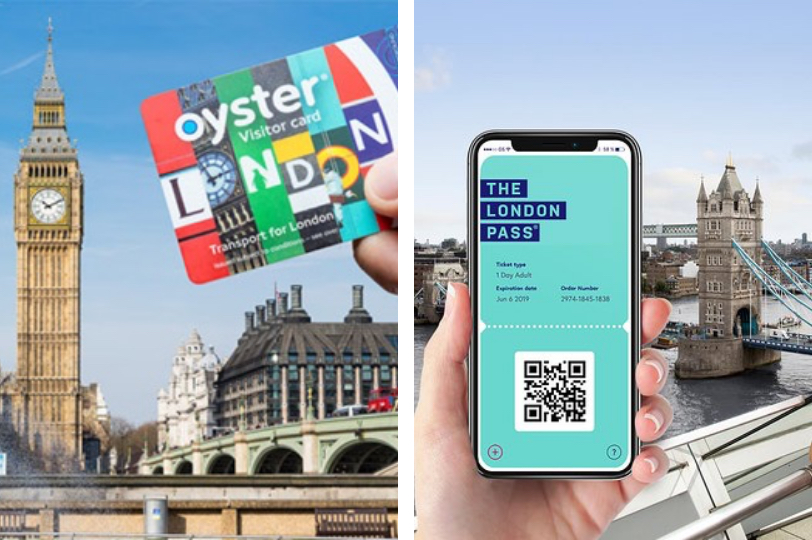 oyster®
Visitor card
LONDON
Transport for London
THE
LONDON
PASS®
Ticket type
1 Day Adult
Expiration date
Order Number
Jun 6 2019
2974-1845-1838
?